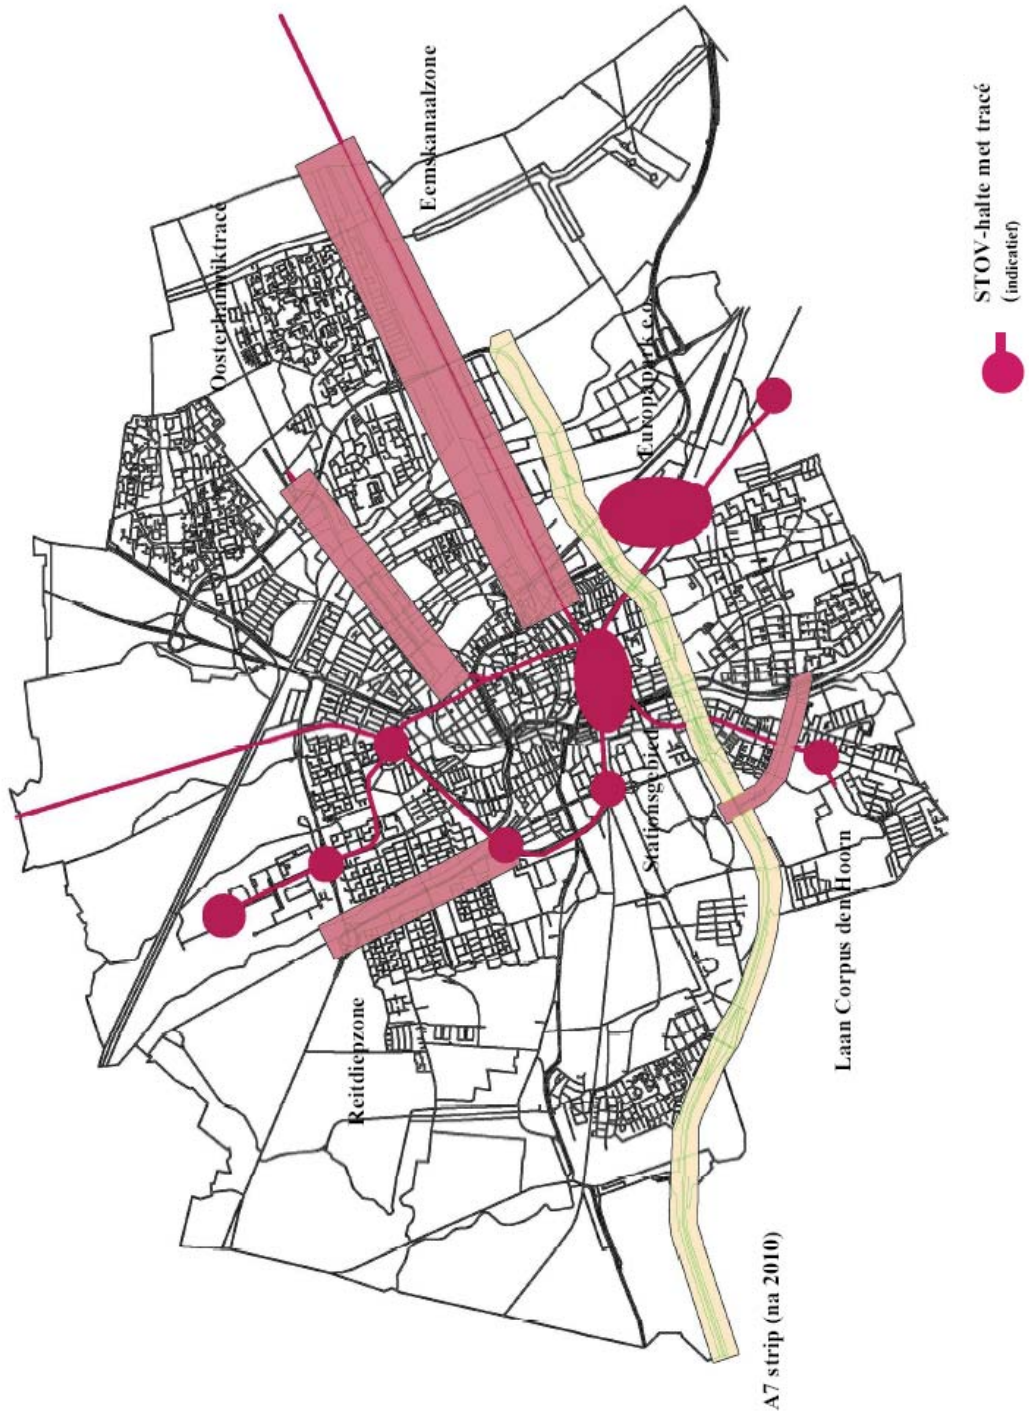 Oosterhamriktracé
Eemskanaalzone
Europapark e.o.
Reitdiepzone
Stationsgebied
Laan Corpus den Hoorn
A7 strip (na 2010)
STOV-halte met tracé
(indicatief)